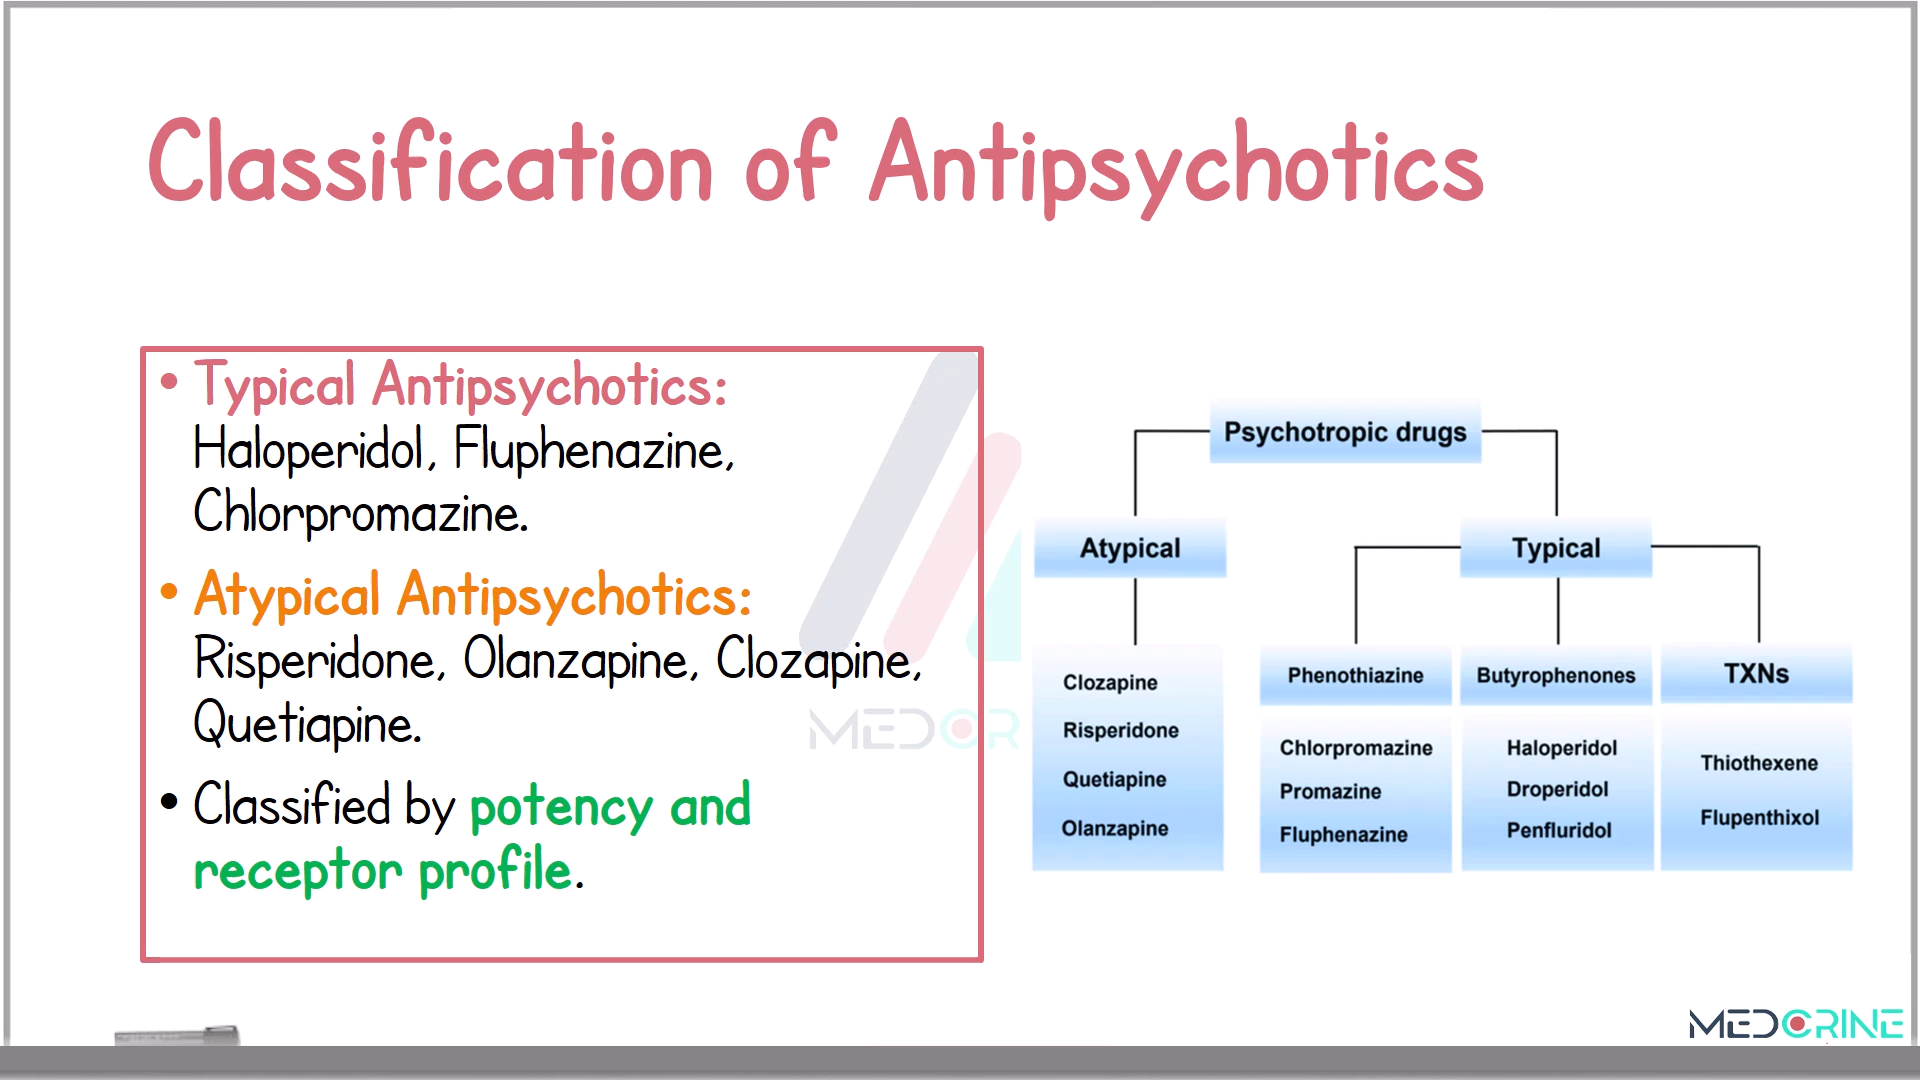 Classification of Antipsychotics
• Typical Antipsychotics:
Haloperidol, Fluphenazine,
Chlorpromazine.
• Atypical Antipsychotics:
Risperidone, Olanzapine, Clozapine,
Quetiapine.
• Classified by potency and
receptor profile.
MEDCR
Psychotropic drugs
Atypical
Typical
Clozapine
Risperidone
Quetiapine
Olanzapine
Phenothiazine
Chlorpromazine
Promazine
Fluphenazine
Butyrophenones
Haloperidol
Droperidol
Penfluridol
TXNs
Thiothexene
Flupenthixol
MEDCRINE